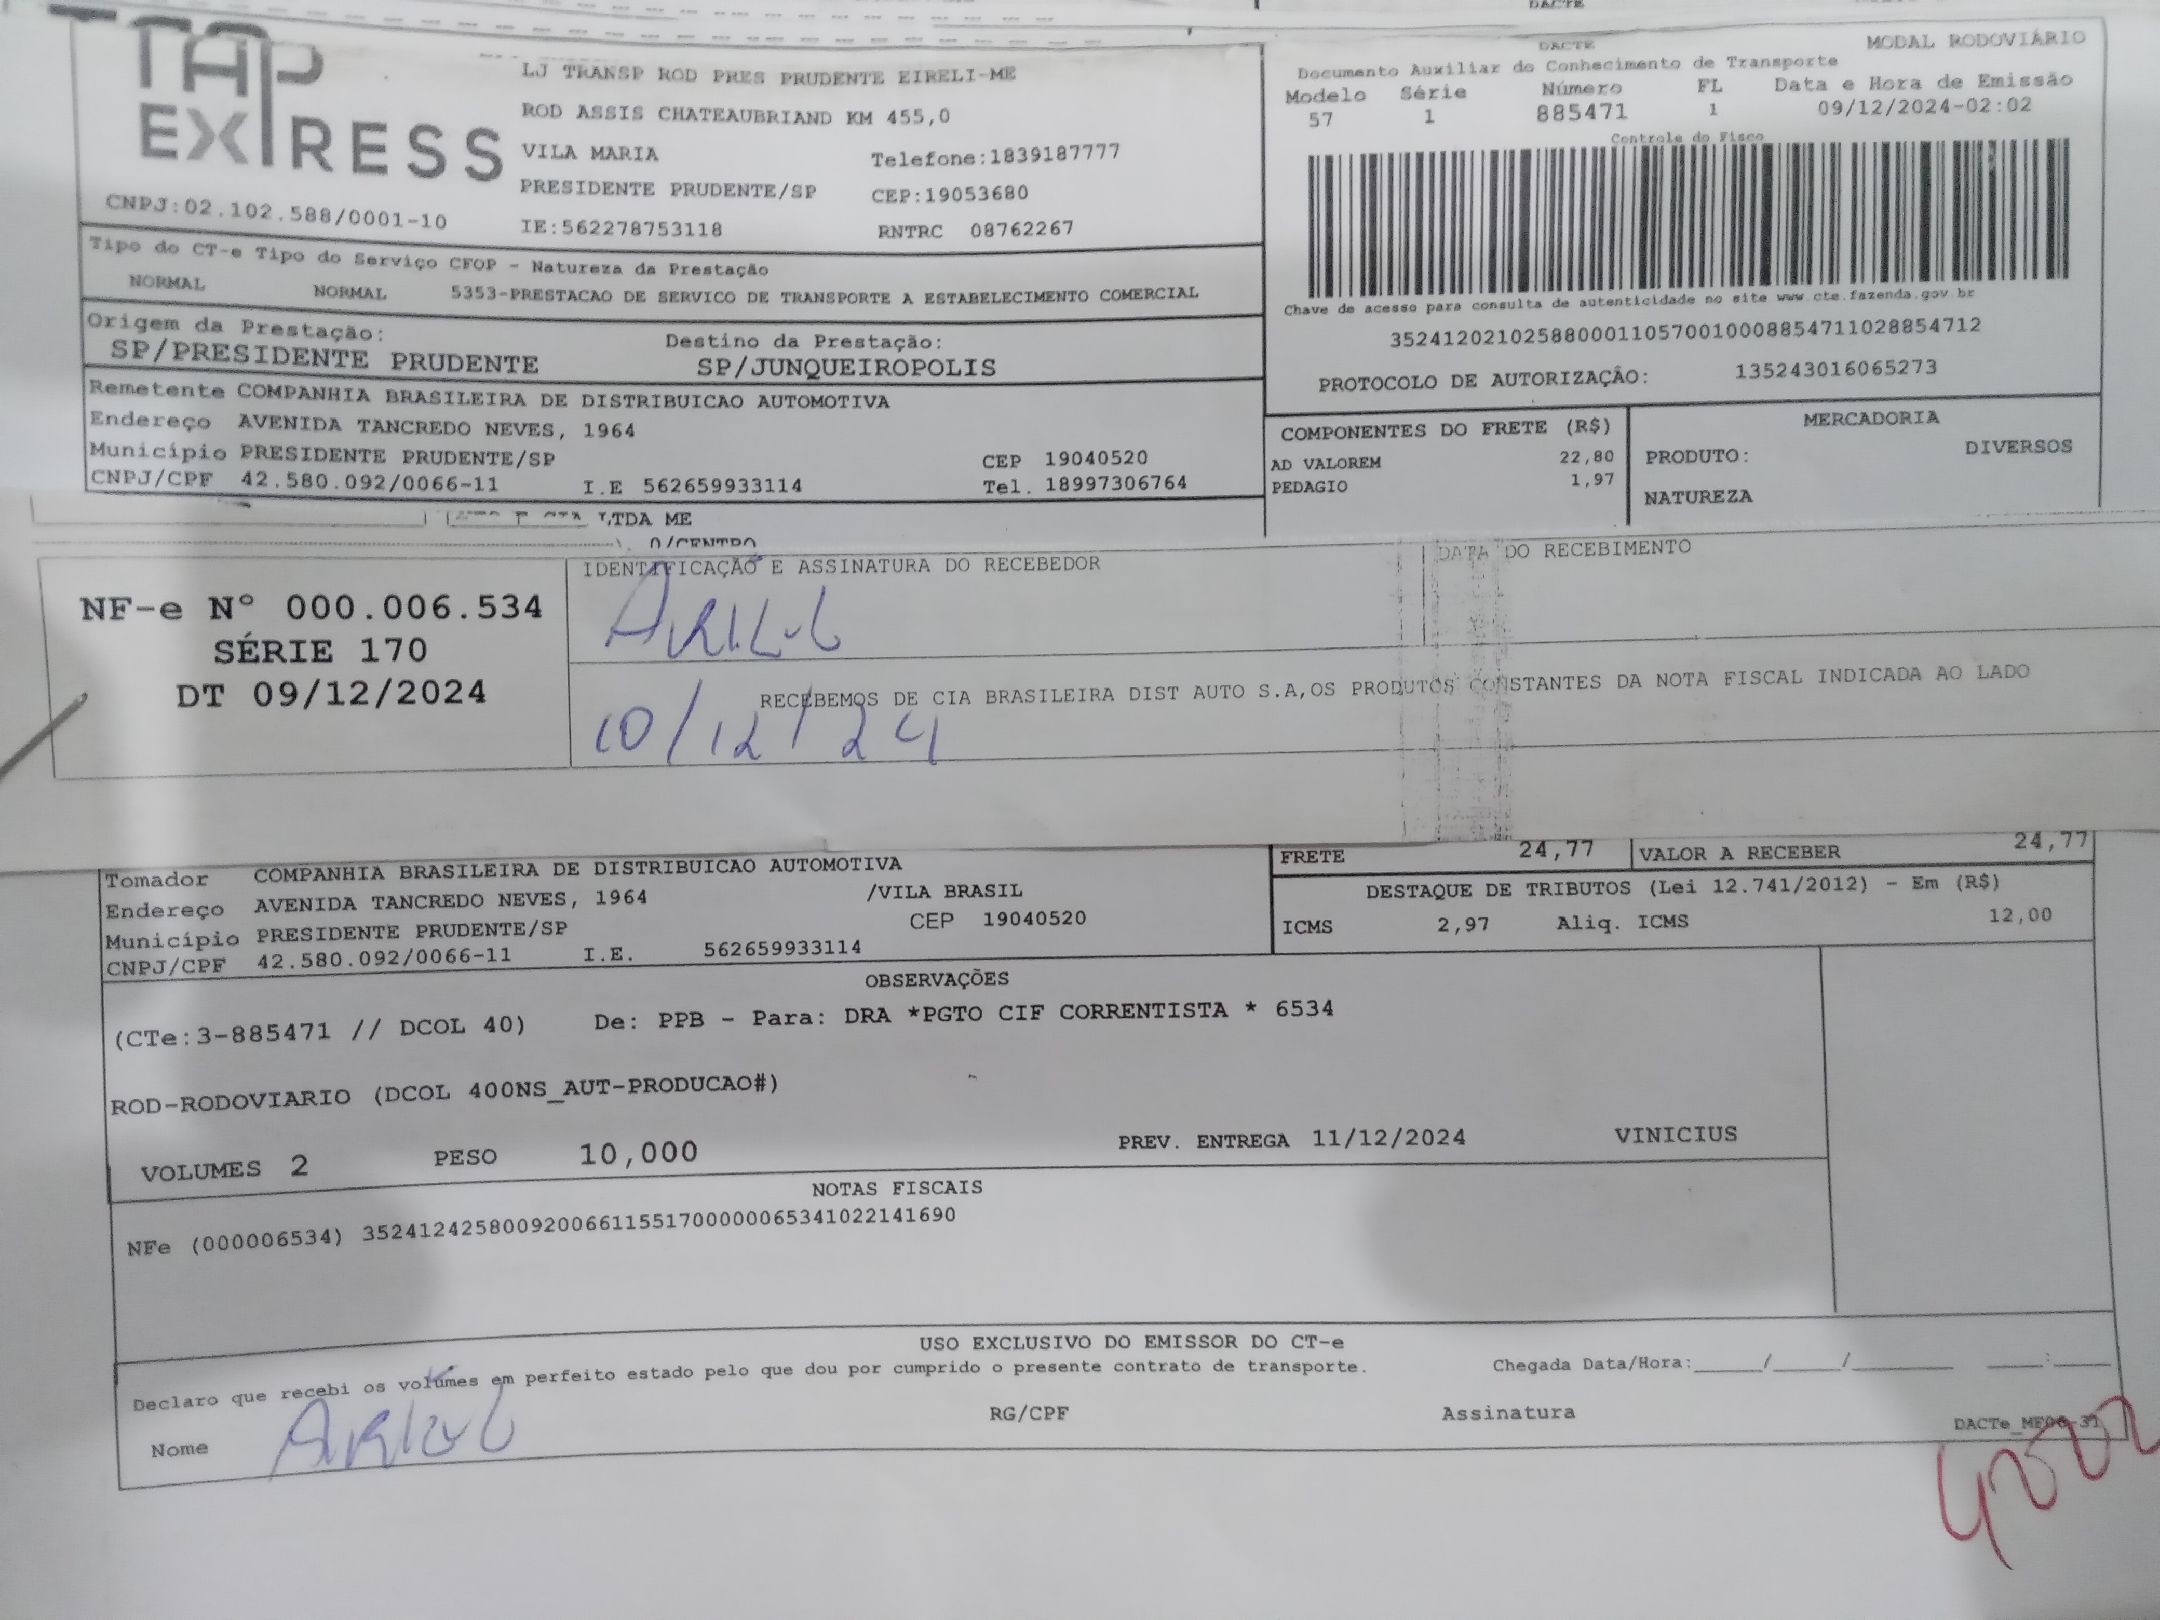 DACTE
TAP EXPRESS
CNPJ:02.102.588/0001-10
LJ TRANSP ROD PRES PRUDENTE EIRELI-ME
ROD ASSIS CHATEAUBRIAND KM 455,0
VILA MARIA Telefone:1839187777
PRESIDENTE PRUDENTE/SP CEP:19053680
IE:562278753118 RNTRC 08762267
DACTE MODAL RODOVIÁRIO
Documento Auxiliar do Conhecimento de Transporte
Modelo Série Número FL Data e Hora de Emissão
57 1 885471 1 09/12/2024-02:02
Controle do Fisco
Chave de acesso para consulta de autenticidade no site www.cte.fazenda.gov.br
35241202102588000110570010008854711028854712
PROTOCOLO DE AUTORIZAÇÃO: 135243016065273
Tipo do CT-e Tipo do Serviço CFOP - Natureza da Prestação
NORMAL NORMAL 5353-PRESTACAO DE SERVICO DE TRANSPORTE A ESTABELECIMENTO COMERCIAL
Origem da Prestação: Destino da Prestação:
SP/PRESIDENTE PRUDENTE SP/JUNQUEIROPOLIS
Remetente COMPANHIA BRASILEIRA DE DISTRIBUICAO AUTOMOTIVA
Endereço AVENIDA TANCREDO NEVES, 1964
Município PRESIDENTE PRUDENTE/SP CEP 19040520
CNPJ/CPF 42.580.092/0066-11 I.E 562659933114 Tel. 18997306764
COMPONENTES DO FRETE (R$)
AD VALOREM 22,80
PEDAGIO 1,97
MERCADORIA
PRODUTO: DIVERSOS
NATUREZA
LTDA ME
0/CENTRO
NF-e Nº 000.006.534
SÉRIE 170
DT 09/12/2024
IDENTIFICAÇÃO E ASSINATURA DO RECEBEDOR
DATA DO RECEBIMENTO
RECEBEMOS DE CIA BRASILEIRA DIST AUTO S.A,OS PRODUTOS CONSTANTES DA NOTA FISCAL INDICADA AO LADO
10/12/24
Tomador COMPANHIA BRASILEIRA DE DISTRIBUICAO AUTOMOTIVA
Endereço AVENIDA TANCREDO NEVES, 1964 /VILA BRASIL
Município PRESIDENTE PRUDENTE/SP CEP 19040520
CNPJ/CPF 42.580.092/0066-11 I.E. 562659933114
FRETE 24,77 VALOR A RECEBER 24,77
DESTAQUE DE TRIBUTOS (Lei 12.741/2012) - Em (R$)
ICMS 2,97 Aliq. ICMS 12,00
OBSERVAÇÕES
(CTe:3-885471 // DCOL 40) De: PPB - Para: DRA *PGTO CIF CORRENTISTA * 6534
ROD-RODOVIARIO (DCOL 400NS_AUT-PRODUCAO#)
VOLUMES 2 PESO 10,000 PREV. ENTREGA 11/12/2024 VINICIUS
NOTAS FISCAIS
NFe (000006534) 35241242580092006611551700000065341022141690
USO EXCLUSIVO DO EMISSOR DO CT-e
Declaro que recebi os volumes em perfeito estado pelo que dou por cumprido o presente contrato de transporte. Chegada Data/Hora:_____/_____/_______ ____:____
Nome RG/CPF Assinatura